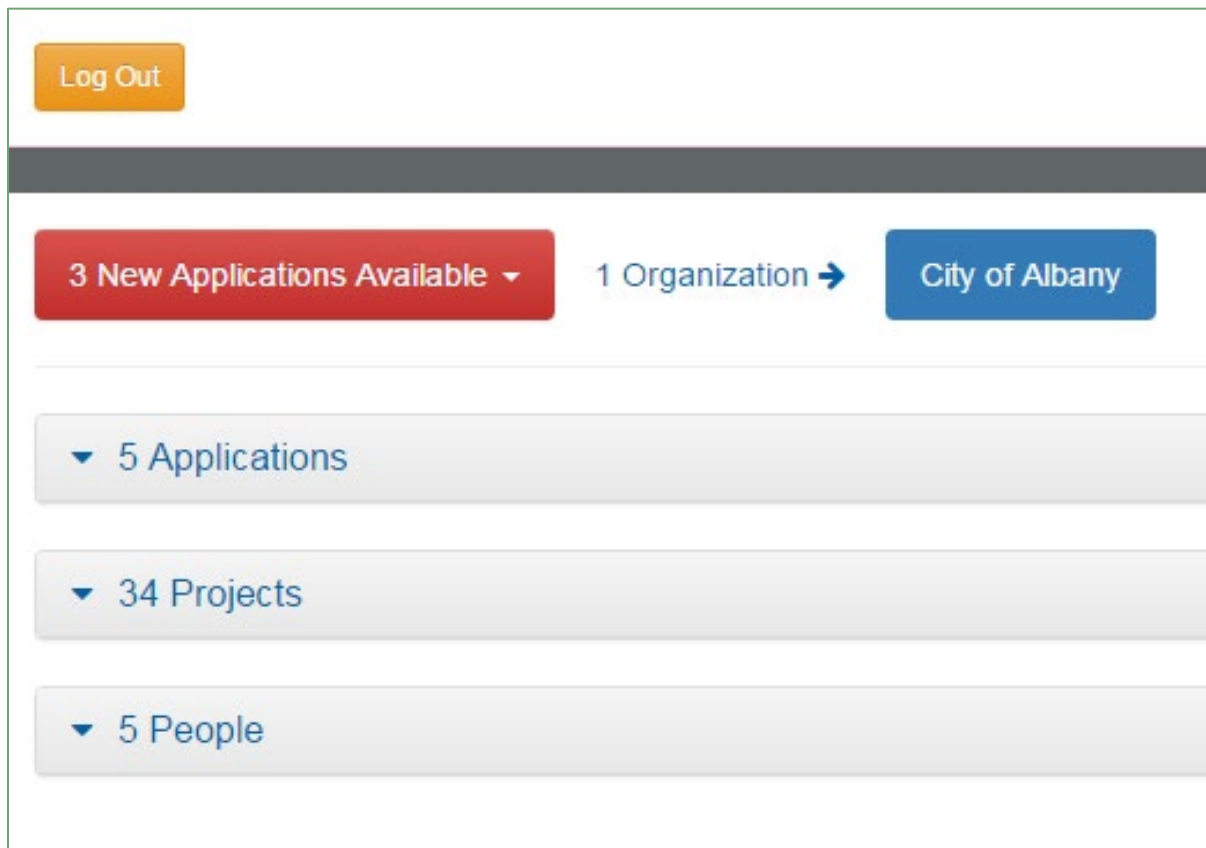 Log Out
3 New Applications Available 1 Organization City of Albany
5 Applications
34 Projects
5 People